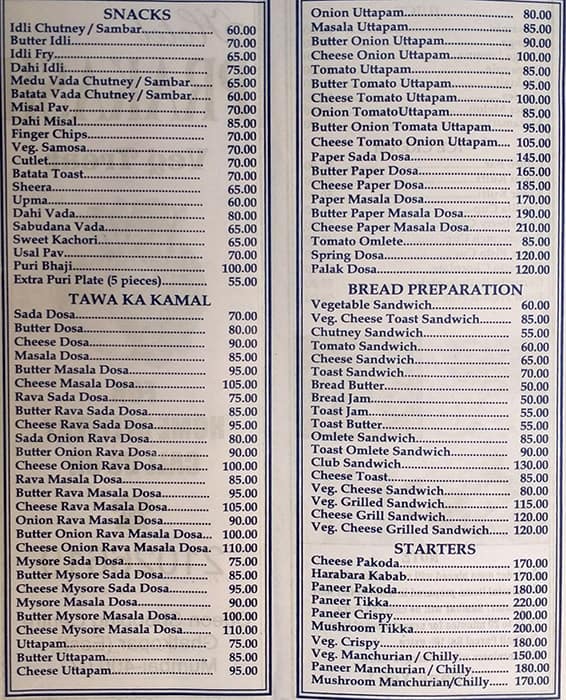 SNACKS
Idli Chutney / Sambar 60.00
Butter Idli 70.00
Idli Fry 65.00
Dahi Idli 75.00
Medu Vada Chutney / Sambar 65.00
Batata Vada Chutney / Sambar 60.00
Misal Pav 70.00
Dahi Misal 85.00
Finger Chips 70.00
Veg. Samosa 70.00
Cutlet 70.00
Batata Toast 70.00
Sheera 65.00
Upma 60.00
Dahi Vada 80.00
Sabudana Vada 65.00
Sweet Kachori 65.00
Usal Pav 70.00
Puri Bhaji 100.00
Extra Puri Plate (5 pieces) 55.00
TAWA KA KAMAL
Sada Dosa 70.00
Butter Dosa 80.00
Cheese Dosa 90.00
Masala Dosa 85.00
Butter Masala Dosa 95.00
Cheese Masala Dosa 105.00
Rava Sada Dosa 75.00
Butter Rava Sada Dosa 85.00
Cheese Rava Sada Dosa 95.00
Sada Onion Rava Dosa 80.00
Butter Onion Rava Dosa 90.00
Cheese Onion Rava Dosa 100.00
Rava Masala Dosa 85.00
Butter Rava Masala Dosa 95.00
Cheese Rava Masala Dosa 105.00
Onion Rava Masala Dosa 90.00
Butter Onion Rava Masala Dosa 100.00
Cheese Onion Rava Masala Dosa 110.00
Mysore Sada Dosa 75.00
Butter Mysore Sada Dosa 85.00
Cheese Mysore Sada Dosa 95.00
Mysore Masala Dosa 90.00
Butter Mysore Masala Dosa 100.00
Cheese Mysore Masala Dosa 110.00
Uttapam 75.00
Butter Uttapam 85.00
Cheese Uttapam 95.00
Onion Uttapam 80.00
Masala Uttapam 85.00
Butter Onion Uttapam 90.00
Cheese Onion Uttapam 100.00
Tomato Uttapam 85.00
Butter Tomato Uttapam 95.00
Cheese Tomato Uttapam 100.00
Onion TomatoUttapam 85.00
Butter Onion Tomata Uttapam 95.00
Cheese Tomato Onion Uttapam 105.00
Paper Sada Dosa 145.00
Butter Paper Dosa 165.00
Cheese Paper Dosa 185.00
Paper Masala Dosa 170.00
Butter Paper Masala Dosa 190.00
Cheese Paper Masala Dosa 210.00
Tomato Omlete 85.00
Spring Dosa 120.00
Palak Dosa 120.00
BREAD PREPARATION
Vegetable Sandwich 60.00
Veg. Cheese Toast Sandwich 85.00
Chutney Sandwich 55.00
Tomato Sandwich 60.00
Cheese Sandwich 65.00
Toast Sandwich 70.00
Bread Butter 50.00
Bread Jam 50.00
Toast Jam 55.00
Toast Butter 55.00
Omlete Sandwich 85.00
Toast Omlete Sandwich 90.00
Club Sandwich 130.00
Cheese Toast 85.00
Veg. Cheese Sandwich 80.00
Veg. Grilled Sandwich 115.00
Cheese Grill Sandwich 120.00
Veg. Cheese Grilled Sandwich 120.00
STARTERS
Cheese Pakoda 170.00
Harabara Kabab 170.00
Paneer Pakoda 180.00
Paneer Tikka 220.00
Paneer Crispy 200.00
Mushroom Tikka 200.00
Veg. Crispy 180.00
Veg. Manchurian / Chilly 150.00
Paneer Manchurian / Chilly 180.00
Mushroom Manchurian/Chilly 170.00